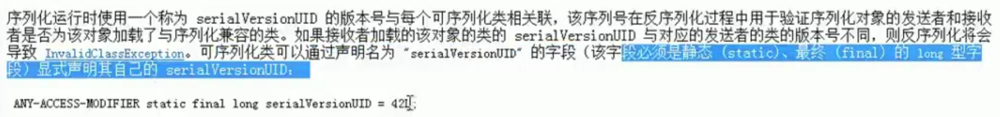 序列化运行时使用一个称为 serialVersionUID 的版本号与每个可序列化类相关联，该序列号在反序列化过程中用于验证序列化对象的发送者和接收
者是否为该对象加载了与序列化兼容的类。如果接收者加载的该对象的类的 serialVersionUID 与对应的发送者的类的版本号不同，则反序列化将会
导致 InvalidClassException。可序列化类可以通过声明名为 "serialVersionUID" 的字段（该字段必须是静态 (static)、最终 (final) 的 long 型字
段）显式声明其自己的 serialVersionUID：
ANY-ACCESS-MODIFIER static final long serialVersionUID = 42L;